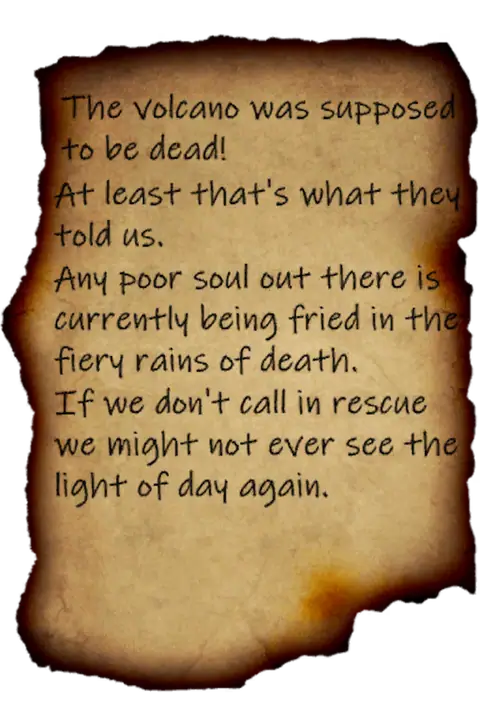 The volcano was supposed
to be dead!
At least that's what they
told us.
Any poor soul out there is
currently being fried in the
fiery rains of death.
If we don't call in rescue
we might not ever see the
light of day again.